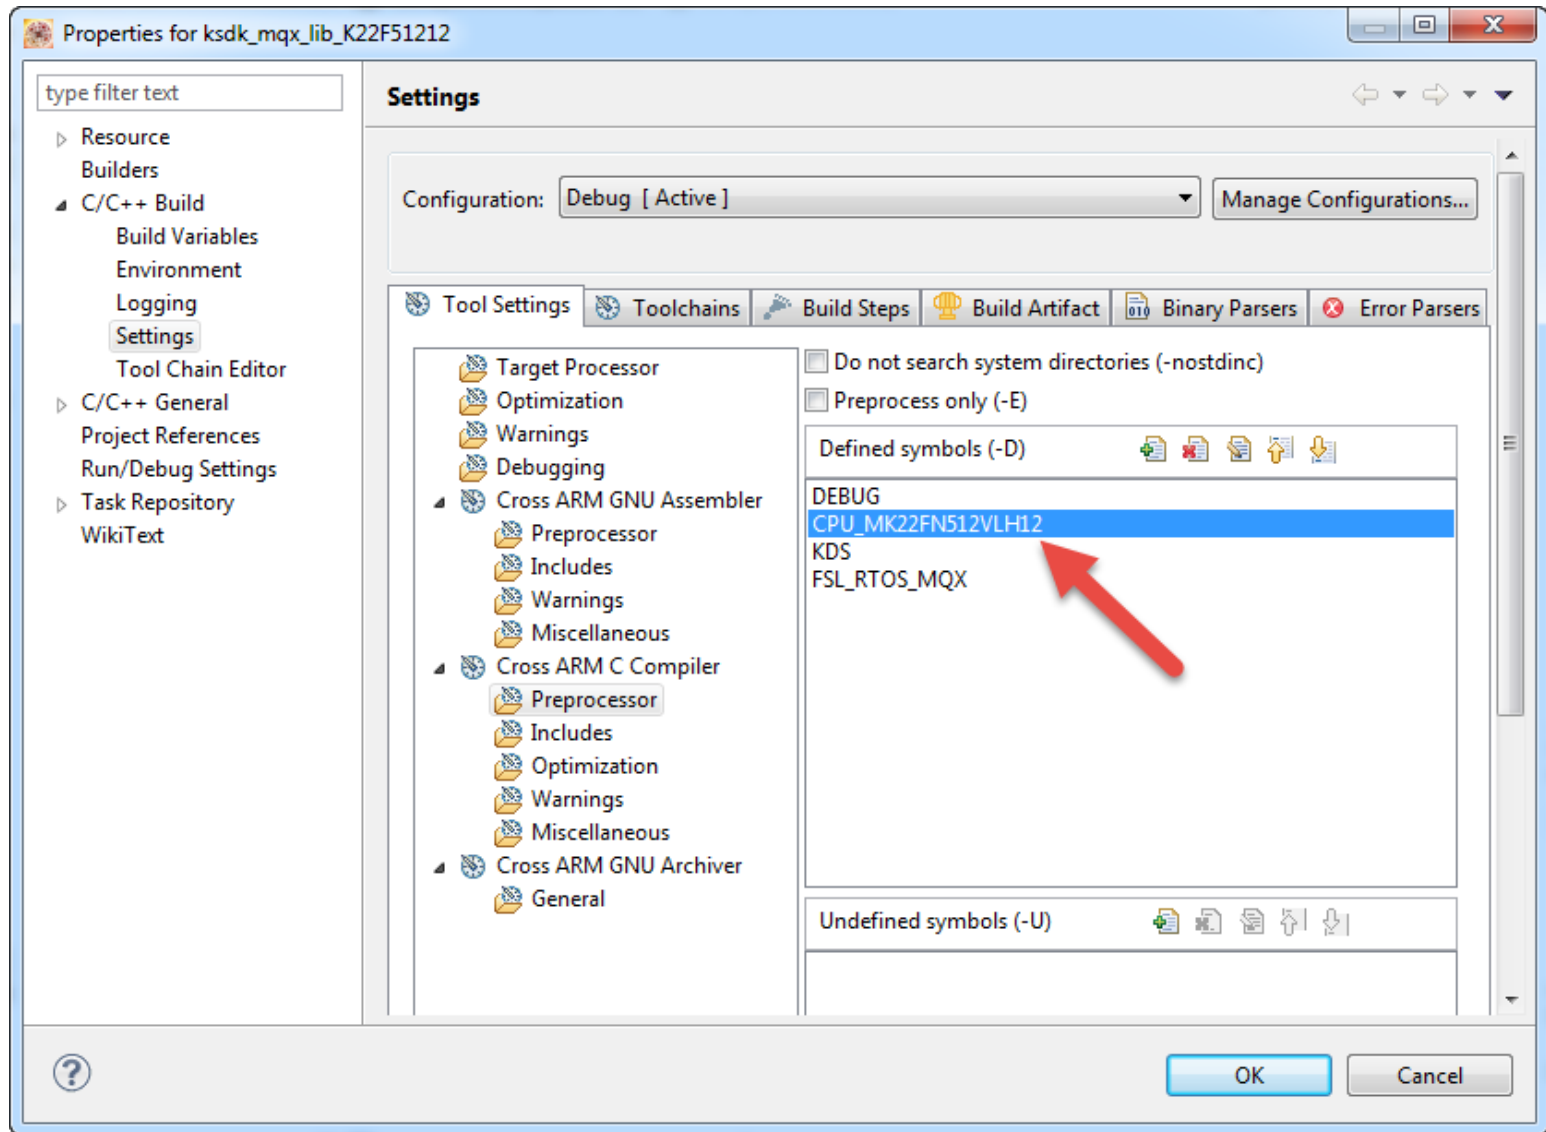 Properties for ksdk_mqx_lib_K22F51212
type filter text
Resource
Builders
C/C++ Build
Build Variables
Environment
Logging
Settings
Tool Chain Editor
C/C++ General
Project References
Run/Debug Settings
Task Repository
WikiText
Settings
Configuration: Debug [ Active ] Manage Configurations...
Tool Settings Toolchains Build Steps Build Artifact Binary Parsers Error Parsers
Target Processor
Optimization
Warnings
Debugging
Cross ARM GNU Assembler
Preprocessor
Includes
Warnings
Miscellaneous
Cross ARM C Compiler
Preprocessor
Includes
Optimization
Warnings
Miscellaneous
Cross ARM GNU Archiver
General
Do not search system directories (-nostdinc)
Preprocess only (-E)
Defined symbols (-D)
DEBUG
CPU_MK22FN512VLH12
KDS
FSL_RTOS_MQX
Undefined symbols (-U)
OK Cancel